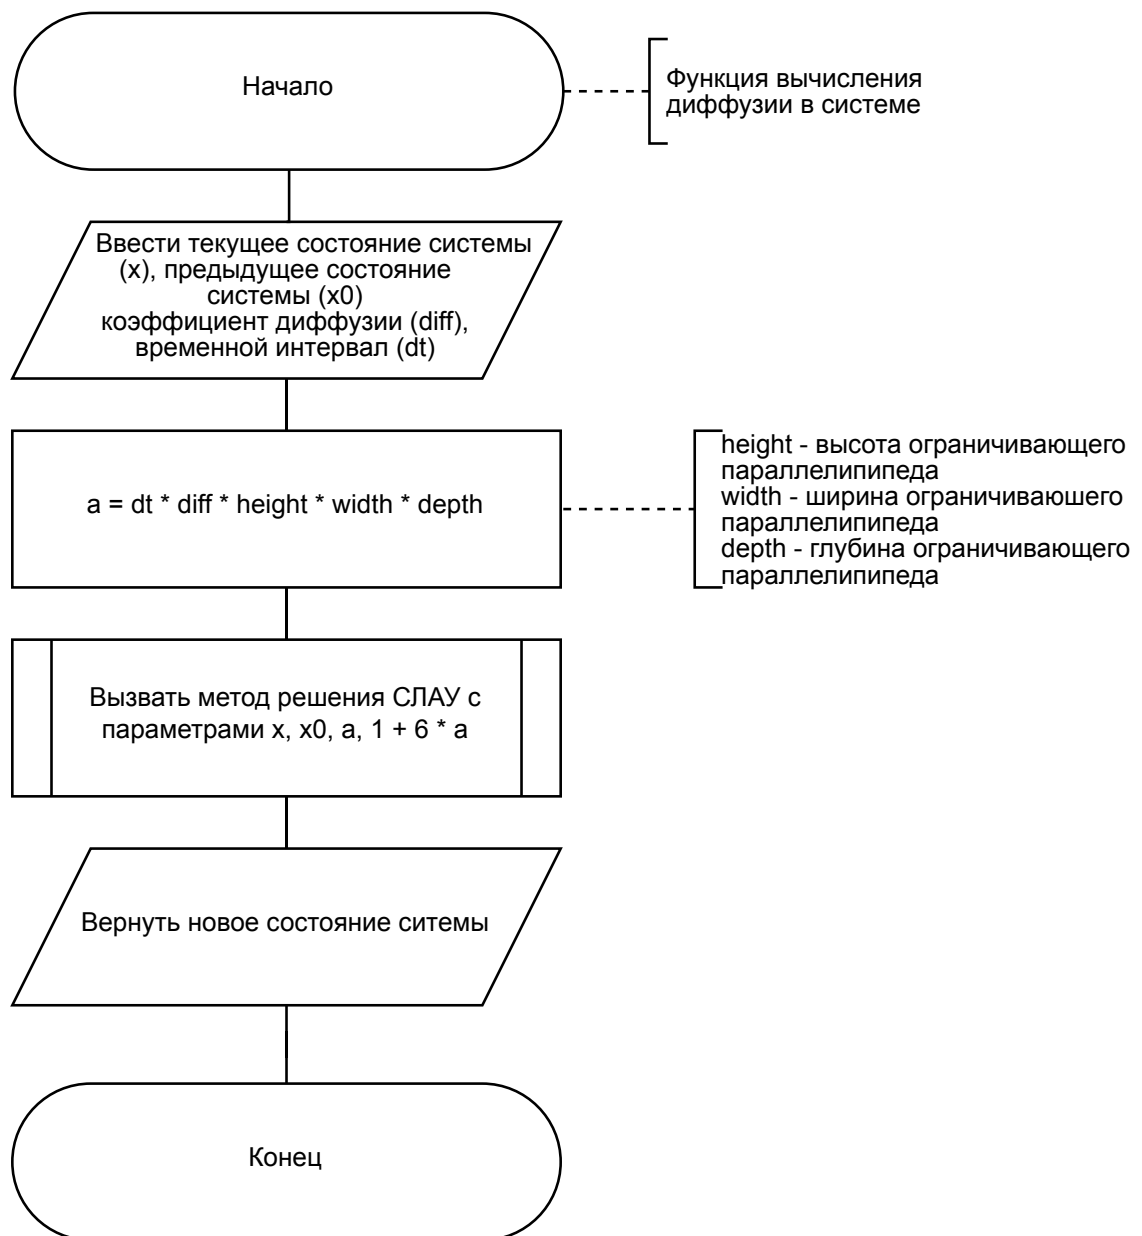 Начало
Функция вычисления
диффузии в системе
Ввести текущее состояние системы
(x), предыдущее состояние
системы (x0)
коэффициент диффузии (diff),
временной интервал (dt)
a = dt * diff * height * width * depth
height - высота ограничивающего
параллелипипеда
width - ширина ограничиваюшего
параллелипипеда
depth - глубина ограничивающего
параллелипипеда
Вызвать метод решения СЛАУ с
параметрами x, x0, a, 1 + 6 * a
Вернуть новое состояние ситемы
Конец